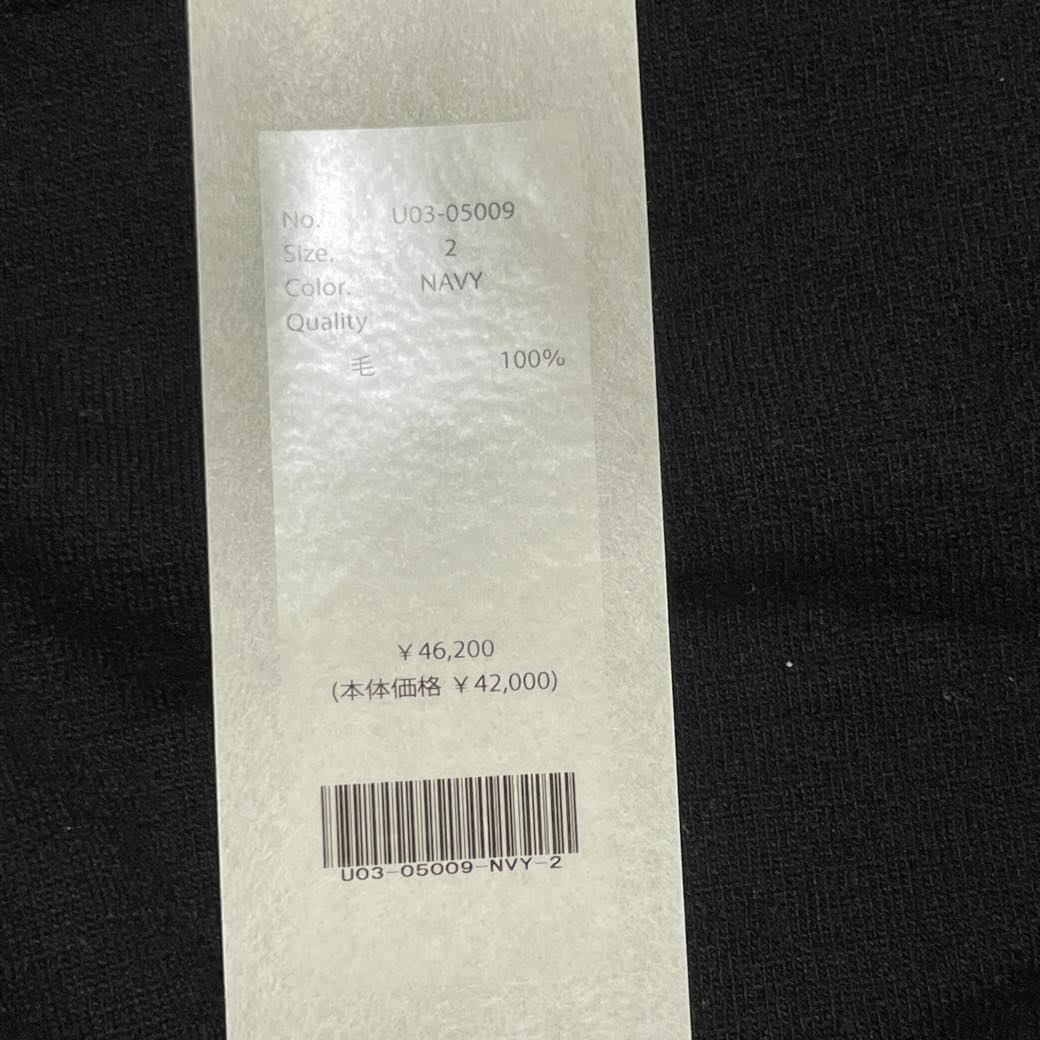 No. U03-05009
Size. 2
Color. NAVY
Quality
毛 100%
¥46,200
(本体価格 ¥42,000)
U03-05009-NVY-2